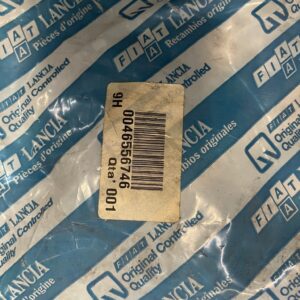 FIAT LANCIA
Pièces d'origine
FIAT LANCIA
Recambios originales
FIAT LANCIA
Original Controlled
Quality
9H
0046556746
Qta' 001
FIAT LANCIA
Recambios originales
FIAT LANCIA
Original Controlled
Quality
FIAT LANCIA
Original
Quality